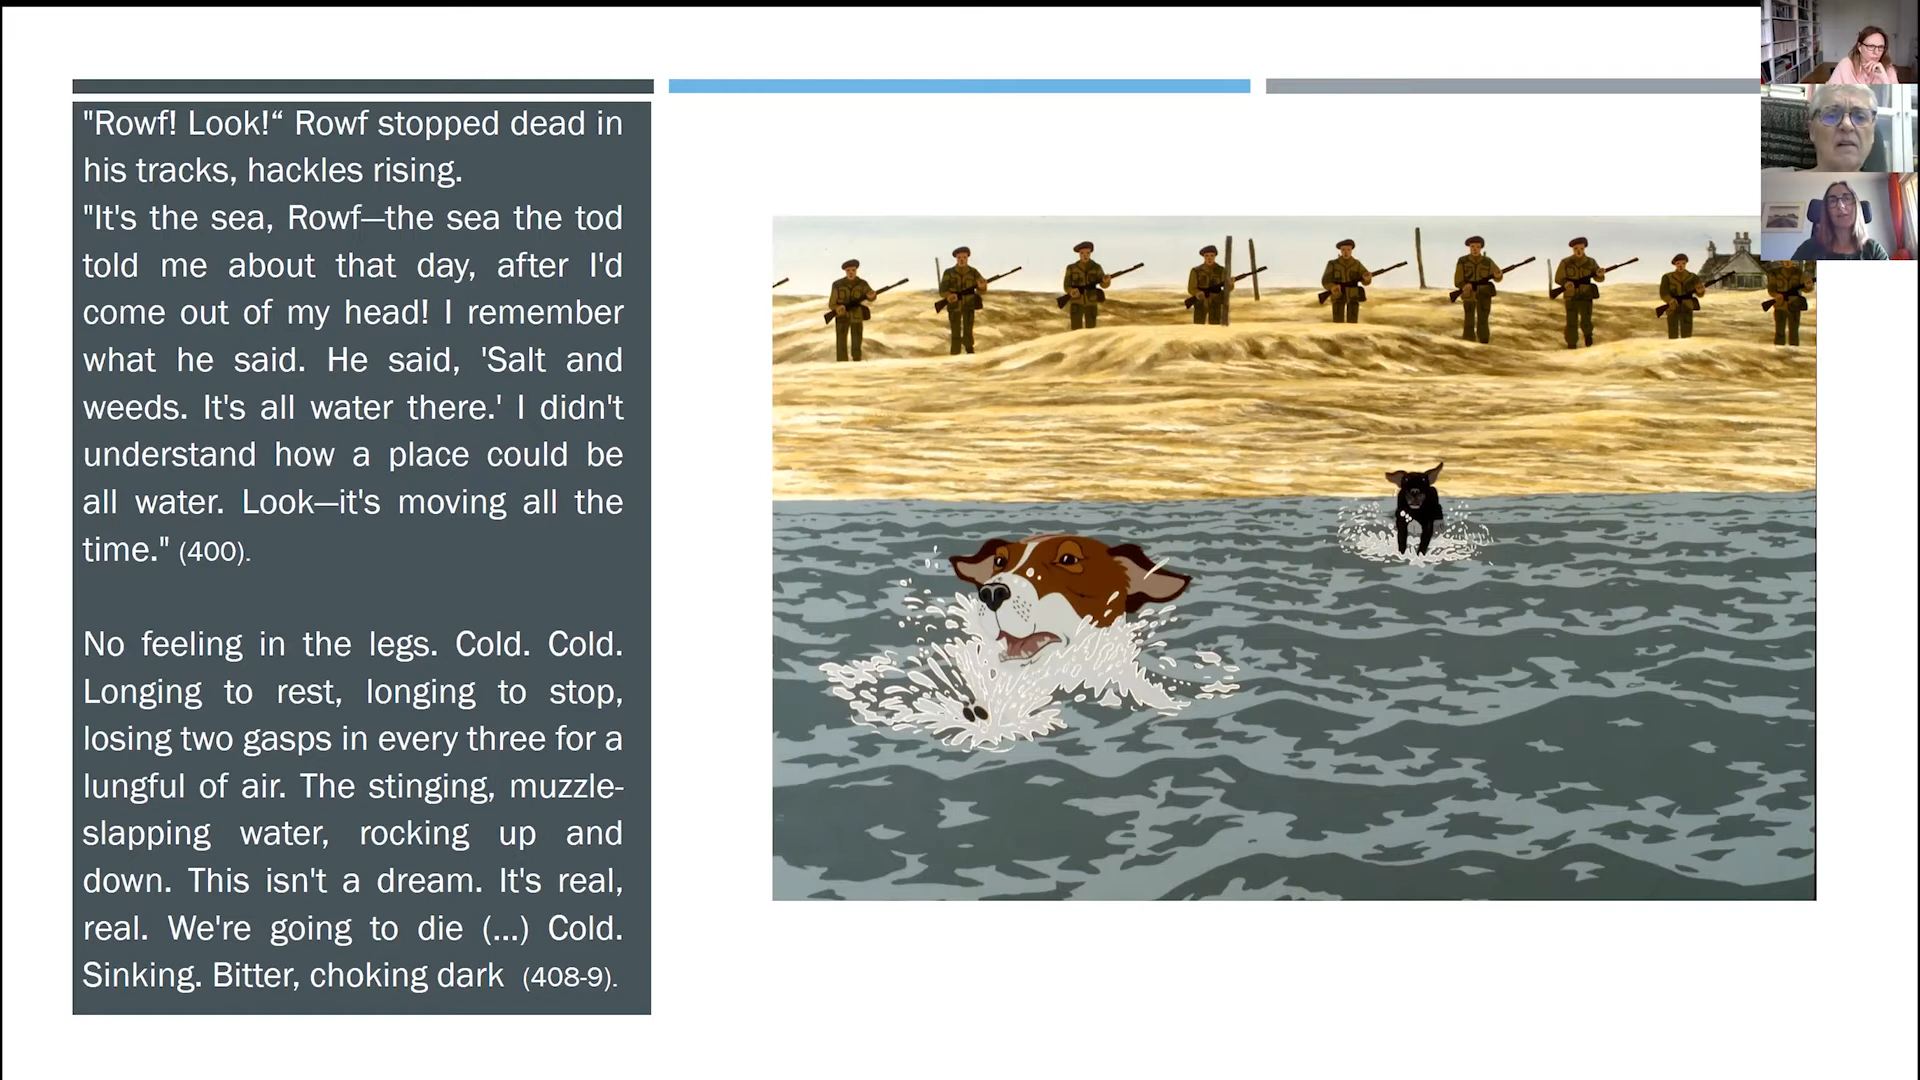 "Rowf! Look!“ Rowf stopped dead in
his tracks, hackles rising.
"It's the sea, Rowf—the sea the tod
told me about that day, after I'd
come out of my head! I remember
what he said. He said, 'Salt and
weeds. It's all water there.' I didn't
understand how a place could be
all water. Look—it's moving all the
time." (400).
No feeling in the legs. Cold. Cold.
Longing to rest, longing to stop,
losing two gasps in every three for a
lungful of air. The stinging, muzzle-
slapping water, rocking up and
down. This isn't a dream. It's real,
real. We're going to die (...) Cold.
Sinking. Bitter, choking dark (408-9).